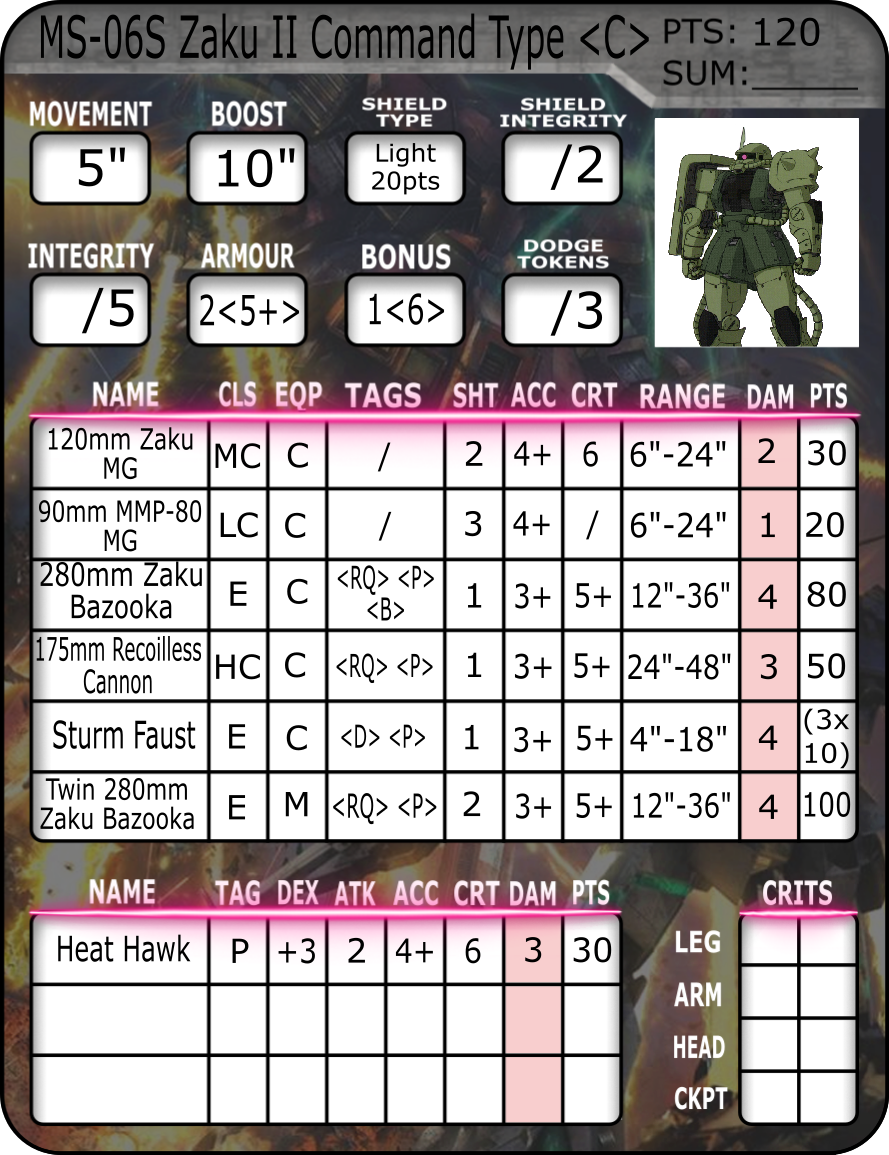 MS-06S Zaku II Command Type <C> PTS: 120
SUM:______
MOVEMENT BOOST SHIELD TYPE SHIELD INTEGRITY
5" 10" Light 20pts /2
INTEGRITY ARMOUR BONUS DODGE TOKENS
/5 2<5+> 1<6> /3
NAME CLS EQP TAGS SHT ACC CRT RANGE DAM PTS
120mm Zaku MG MC C / 2 4+ 6 6"-24" 2 30
90mm MMP-80 MG LC C / 3 4+ / 6"-24" 1 20
280mm Zaku Bazooka E C <RQ> <P> <B> 1 3+ 5+ 12"-36" 4 80
175mm Recoilless Cannon HC C <RQ> <P> 1 3+ 5+ 24"-48" 3 50
Sturm Faust E C <D> <P> 1 3+ 5+ 4"-18" 4 (3x 10)
Twin 280mm Zaku Bazooka E M <RQ> <P> 2 3+ 5+ 12"-36" 4 100
NAME TAG DEX ATK ACC CRT DAM PTS
Heat Hawk P +3 2 4+ 6 3 30
CRITS
LEG
ARM
HEAD
CKPT